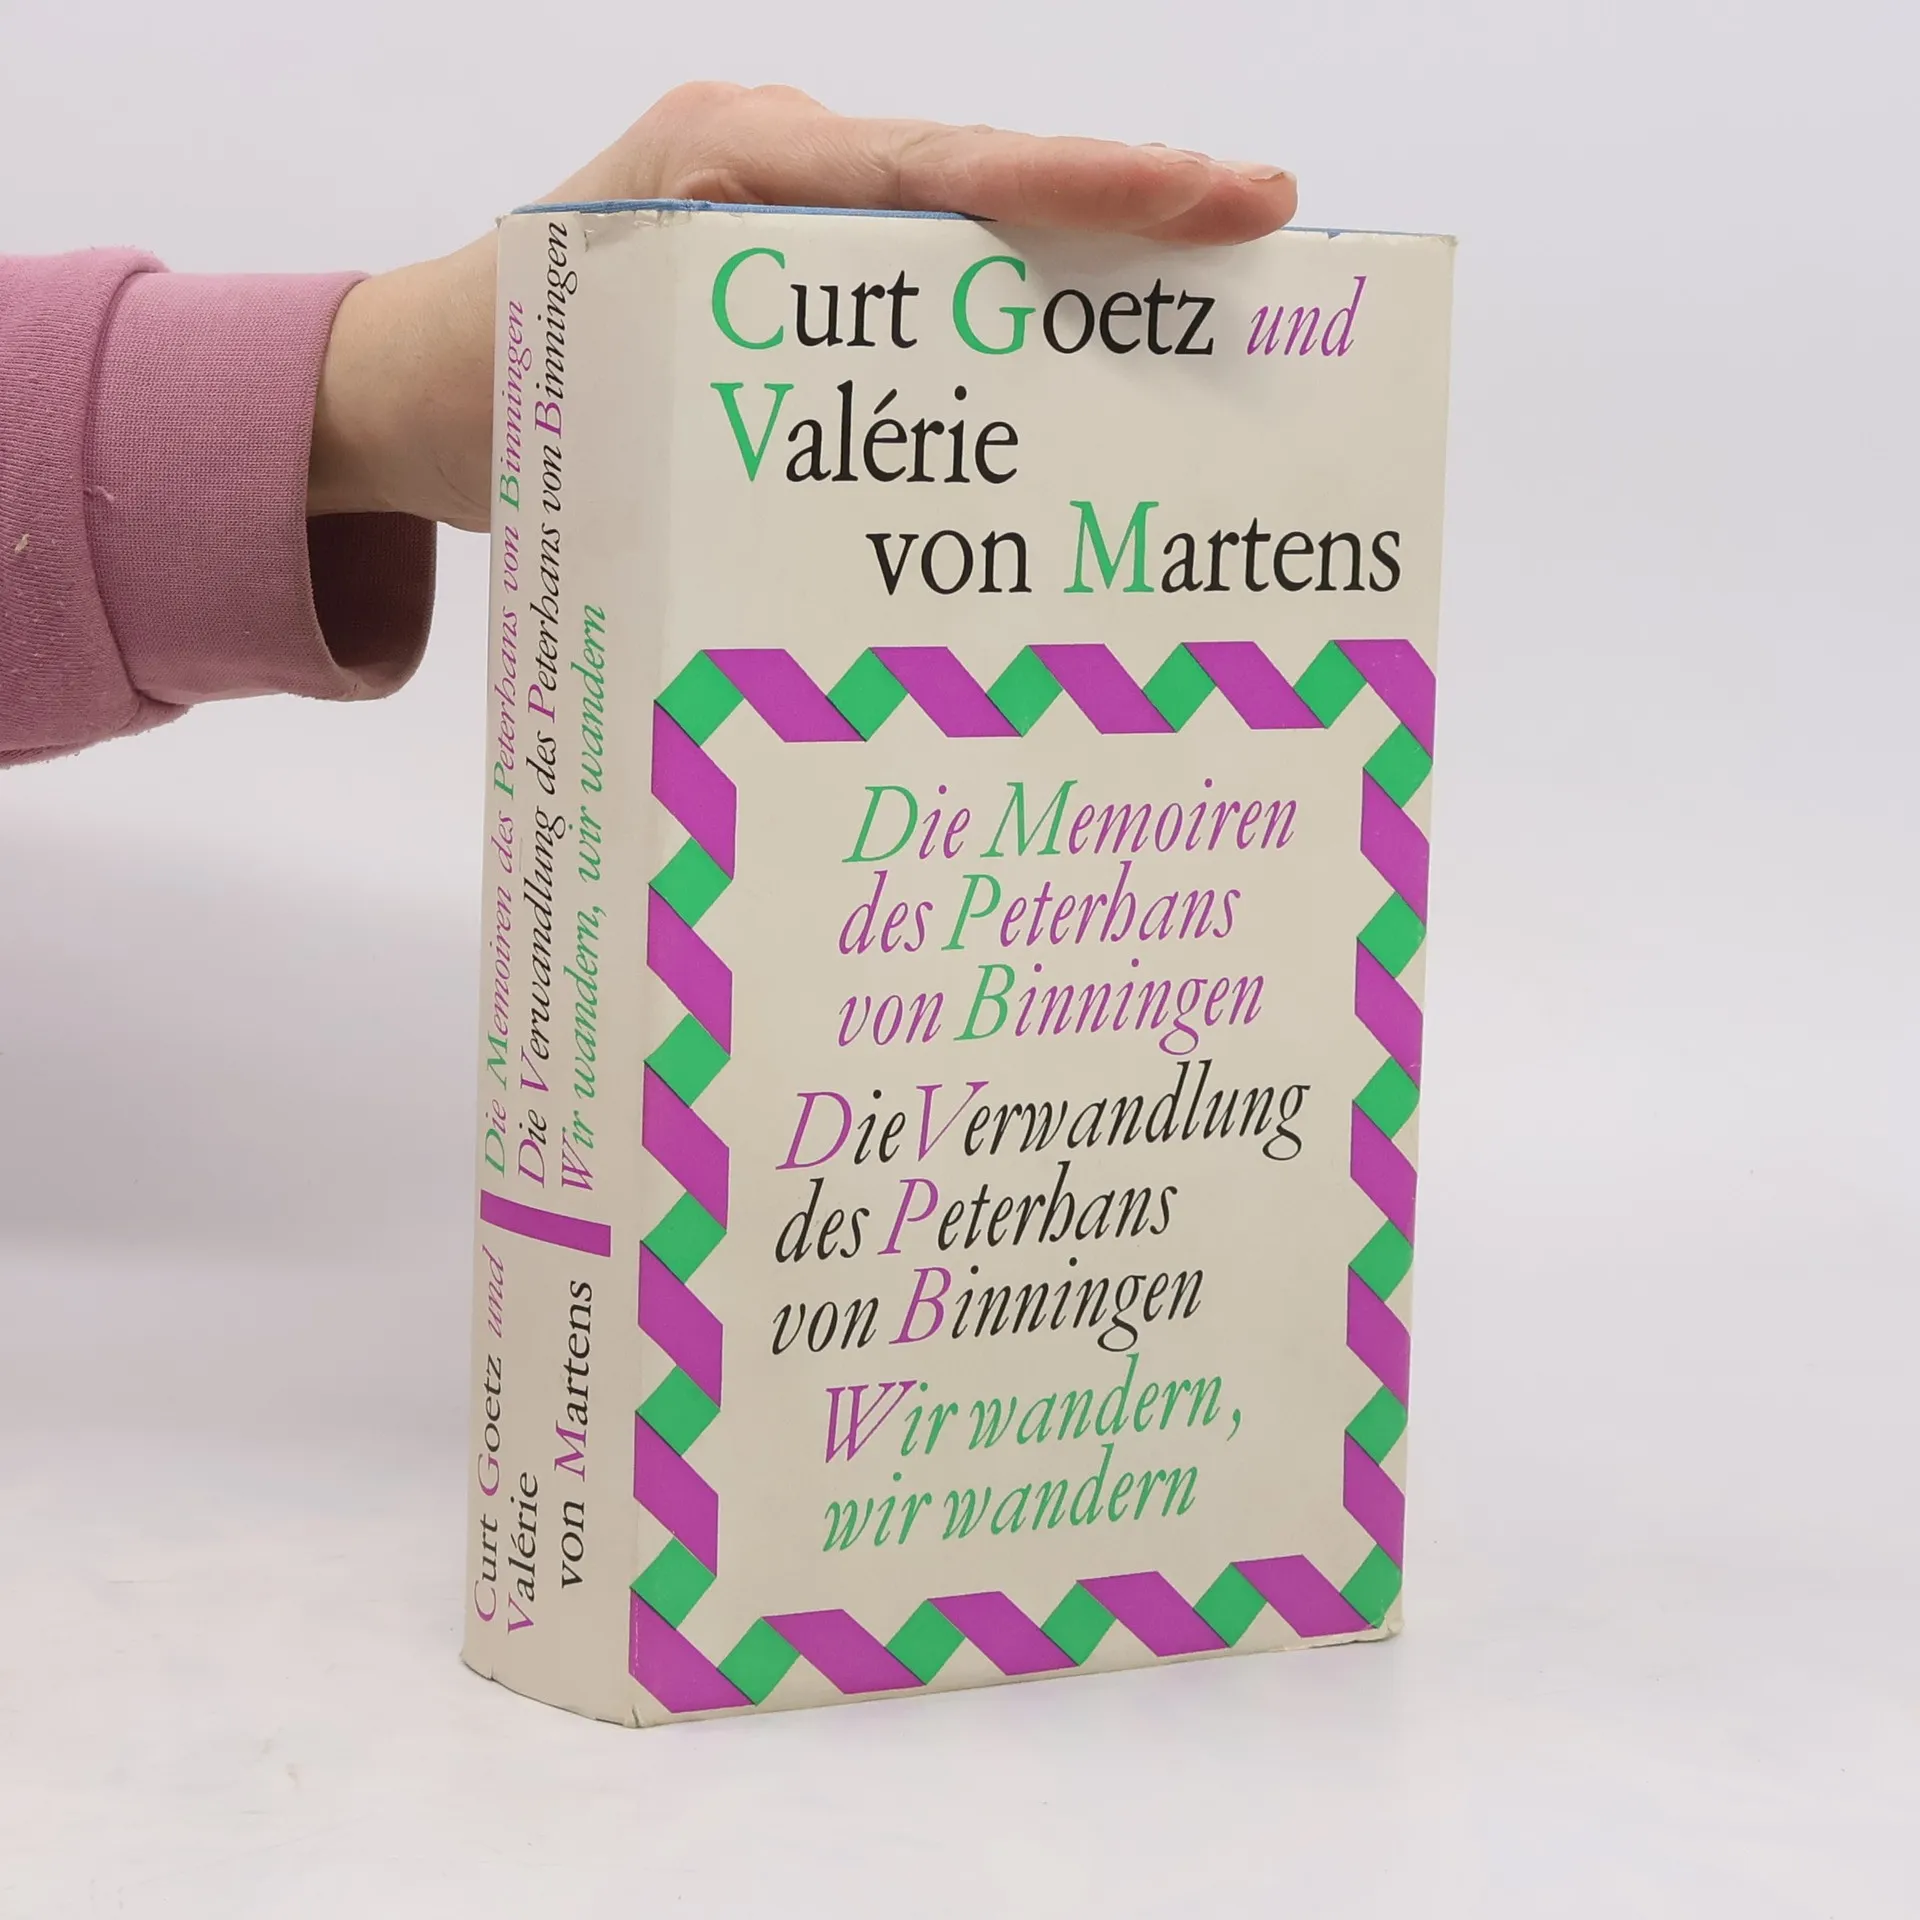 Curt Goetz und
Valérie
von Martens
Die Memoiren
des Peterhans
von Binningen
Die Verwandlung
des Peterhans
von Binningen
Wir wandern,
wir wandern
Die Memoiren des Peterhans von Binningen
Die Verwandlung des Peterhans von Binningen
Wir wandern, wir wandern
Curt Goetz und
Valérie
von Martens